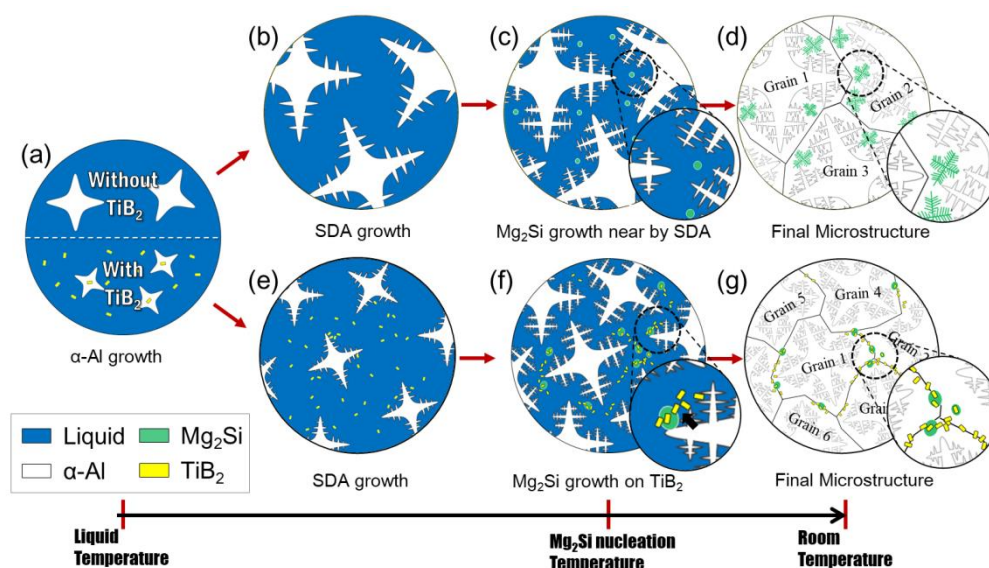 (a)
Without
TiB₂
With
TiB₂
α-Al growth
(b)
SDA growth
(c)
Mg₂Si growth near by SDA
(d)
Grain 1
Grain 2
Grain 3
Final Microstructure
(e)
SDA growth
(f)
Mg₂Si growth on TiB₂
(g)
Grain 5
Grain 4
Grain
Grain 1
Grai
Grain 6
Final Microstructure
Liquid
Mg₂Si
α-Al
TiB₂
Liquid
Temperature
Mg₂Si nucleation
Temperature
Room
Temperature